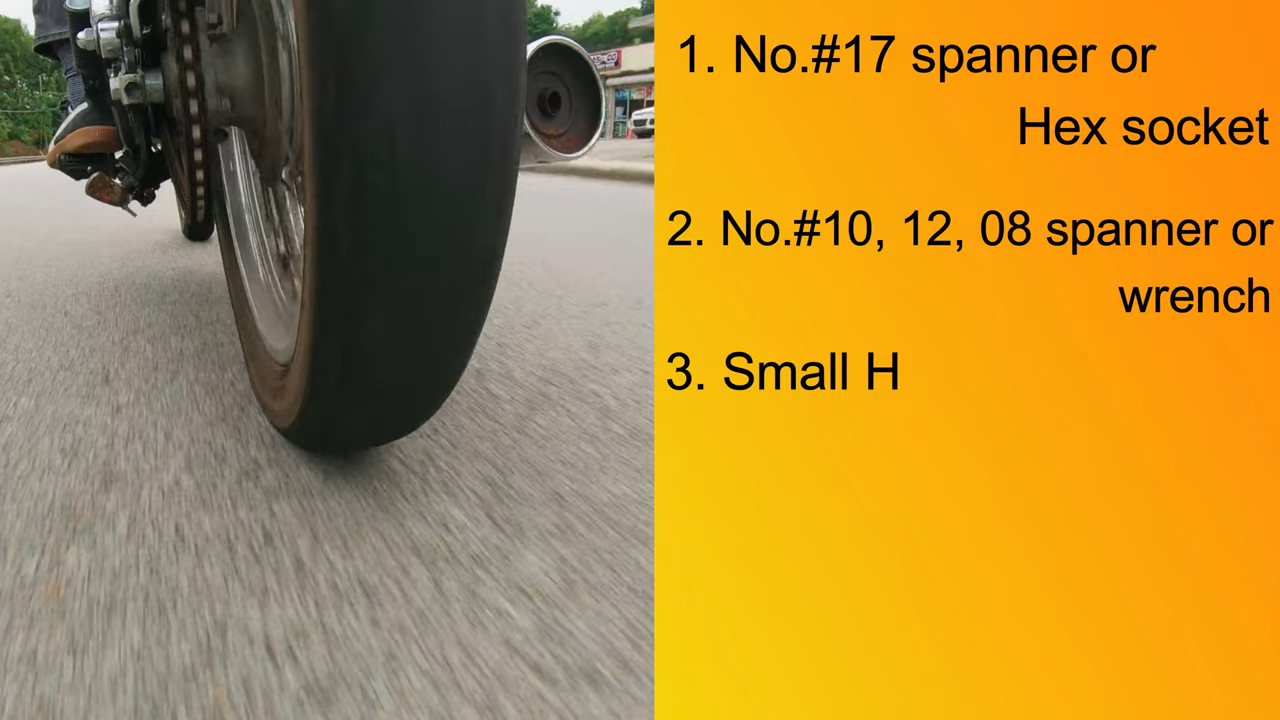 1. No.#17 spanner or
Hex socket
2. No.#10, 12, 08 spanner or
wrench
3. Small H